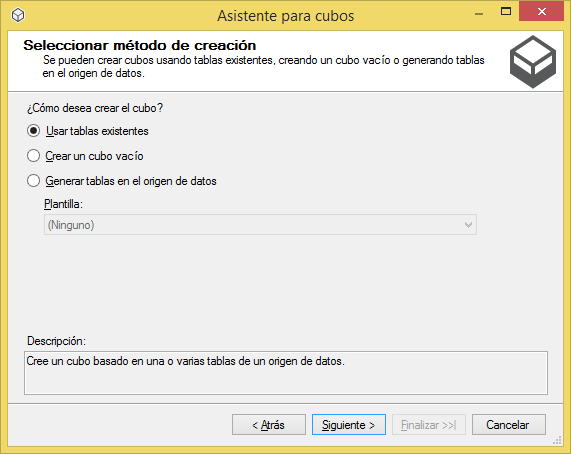 Asistente para cubos
Seleccionar método de creación
Se pueden crear cubos usando tablas existentes, creando un cubo vacío o generando tablas
en el origen de datos.
¿Cómo desea crear el cubo?
Usar tablas existentes
Crear un cubo vacío
Generar tablas en el origen de datos
Plantilla:
(Ninguno)
Descripción:
Cree un cubo basado en una o varias tablas de un origen de datos.
< Atrás
Siguiente >
Finalizar >>|
Cancelar